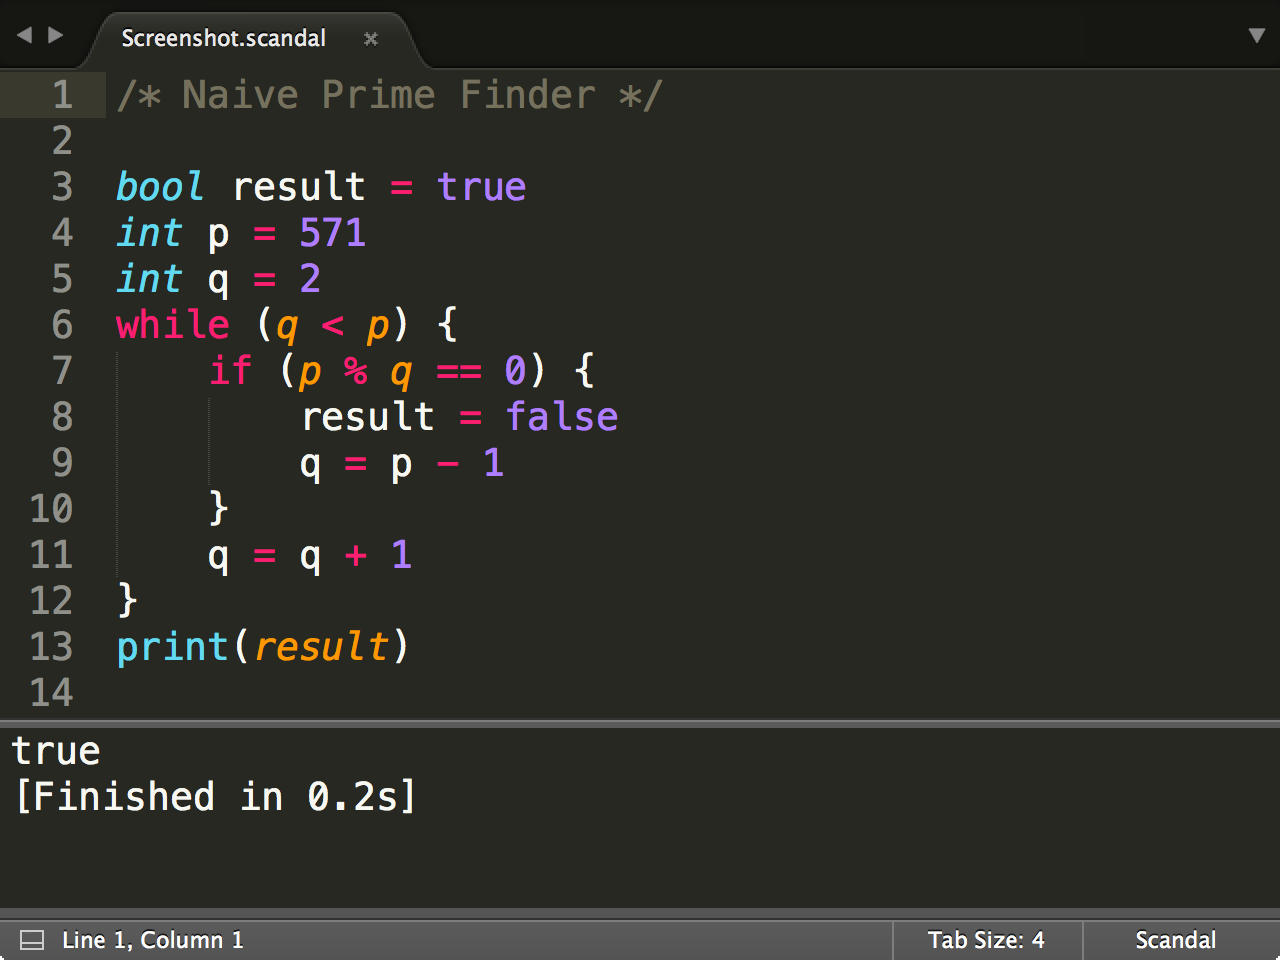 Screenshot.scandal
1 /* Naive Prime Finder */
2
3 bool result = true
4 int p = 571
5 int q = 2
6 while (q < p) {
7     if (p % q == 0) {
8         result = false
9         q = p - 1
10     }
11     q = q + 1
12 }
13 print(result)
14
true
[Finished in 0.2s]
Line 1, Column 1 Tab Size: 4 Scandal